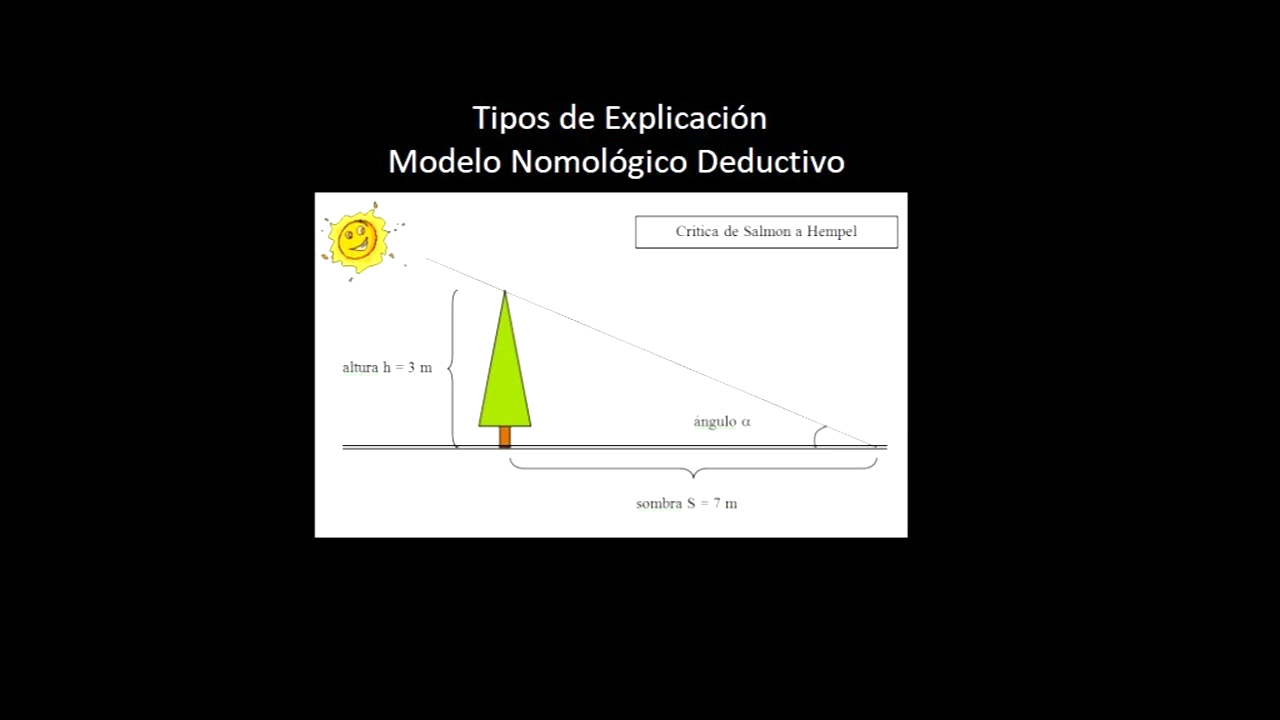 Tipos de Explicación
Modelo Nomológico Deductivo
Critica de Salmon a Hempel
altura h = 3 m
ángulo α
sombra S = 7 m